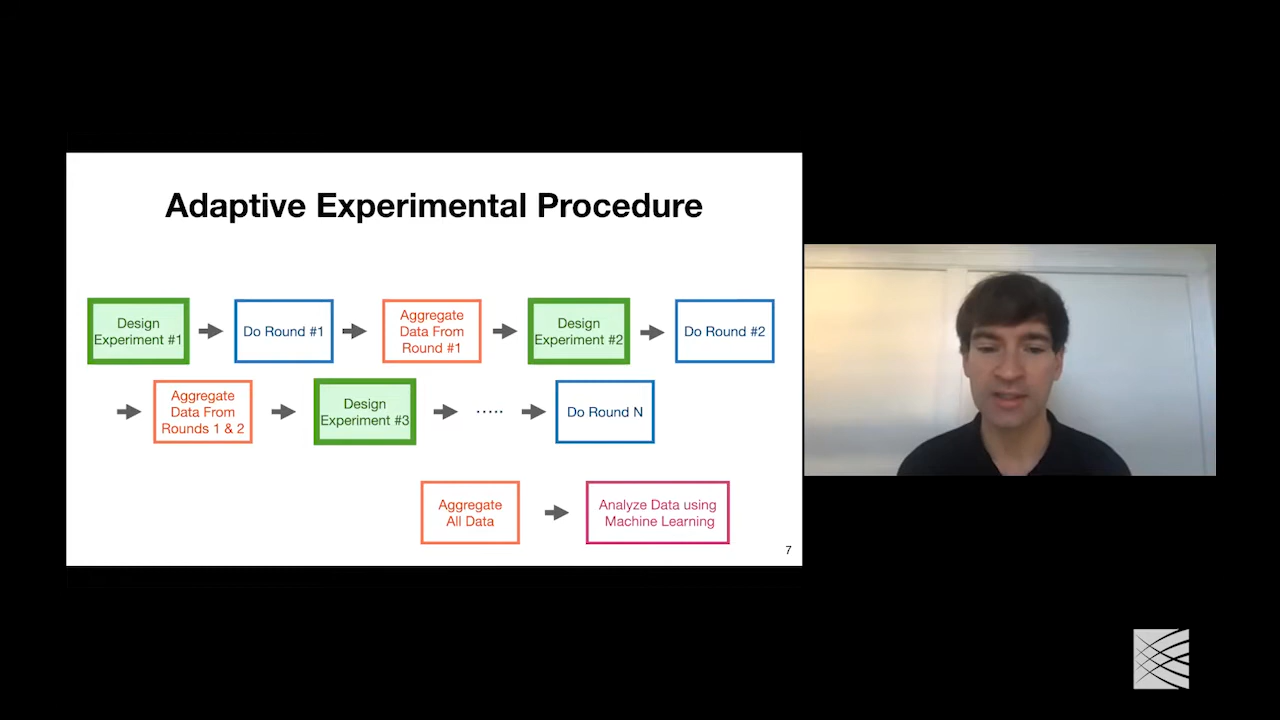 Adaptive Experimental Procedure
Design
Experiment #1
Do Round #1
Aggregate
Data From
Round #1
Design
Experiment #2
Do Round #2
Aggregate
Data From
Rounds 1 & 2
Design
Experiment #3
.....
Do Round N
Aggregate
All Data
Analyze Data using
Machine Learning
7